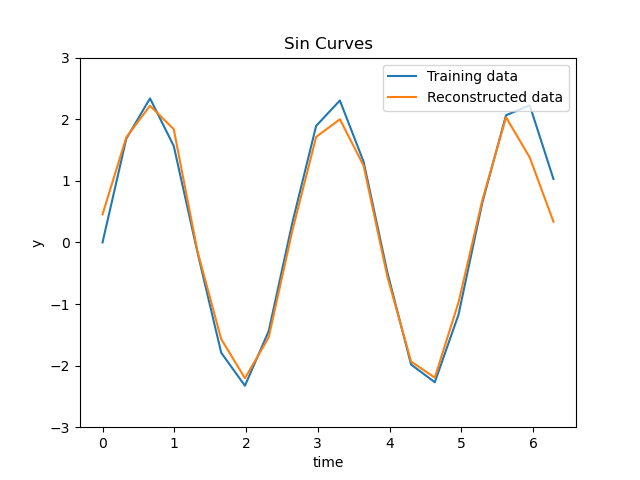 Sin Curves
Training data
Reconstructed data
3
2
1
0
−1
−2
−3
y
0 1 2 3 4 5 6
time